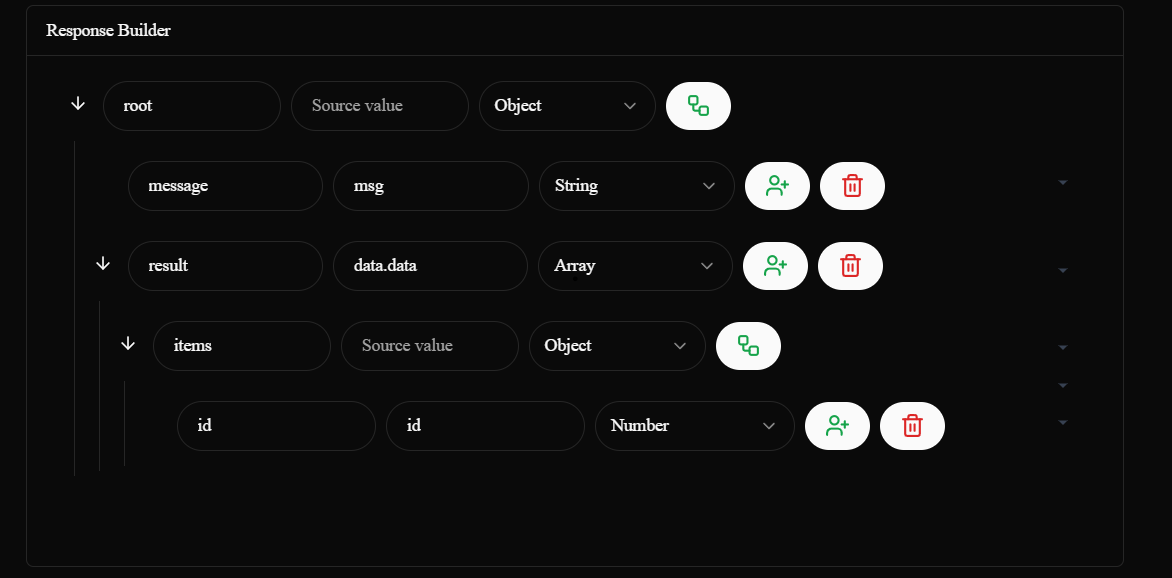 Response Builder
root Source value Object
message msg String
result data.data Array
items Source value Object
id id Number